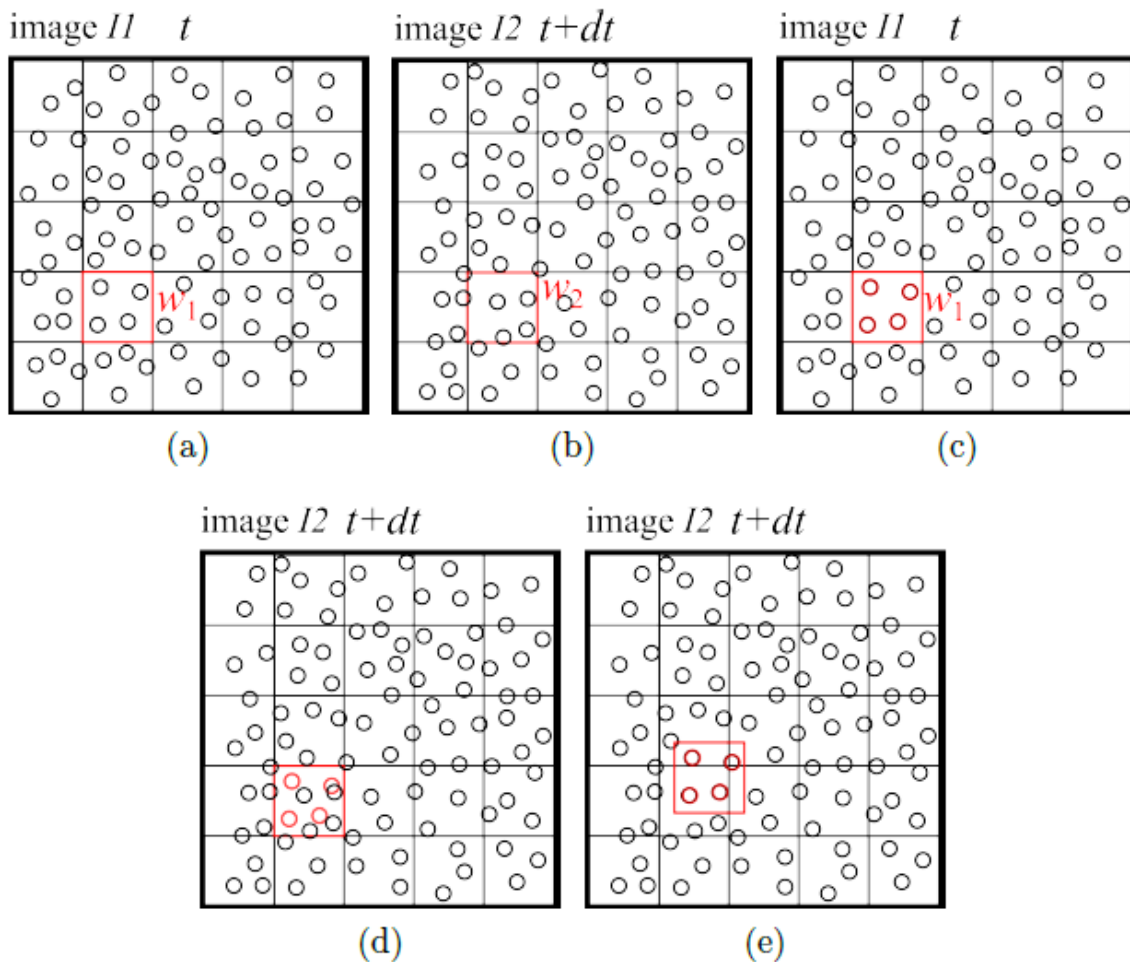 image I1 t
image I2 t+dt
image I1 t
w1
w2
w1
(a)
(b)
(c)
image I2 t+dt
image I2 t+dt
(d)
(e)